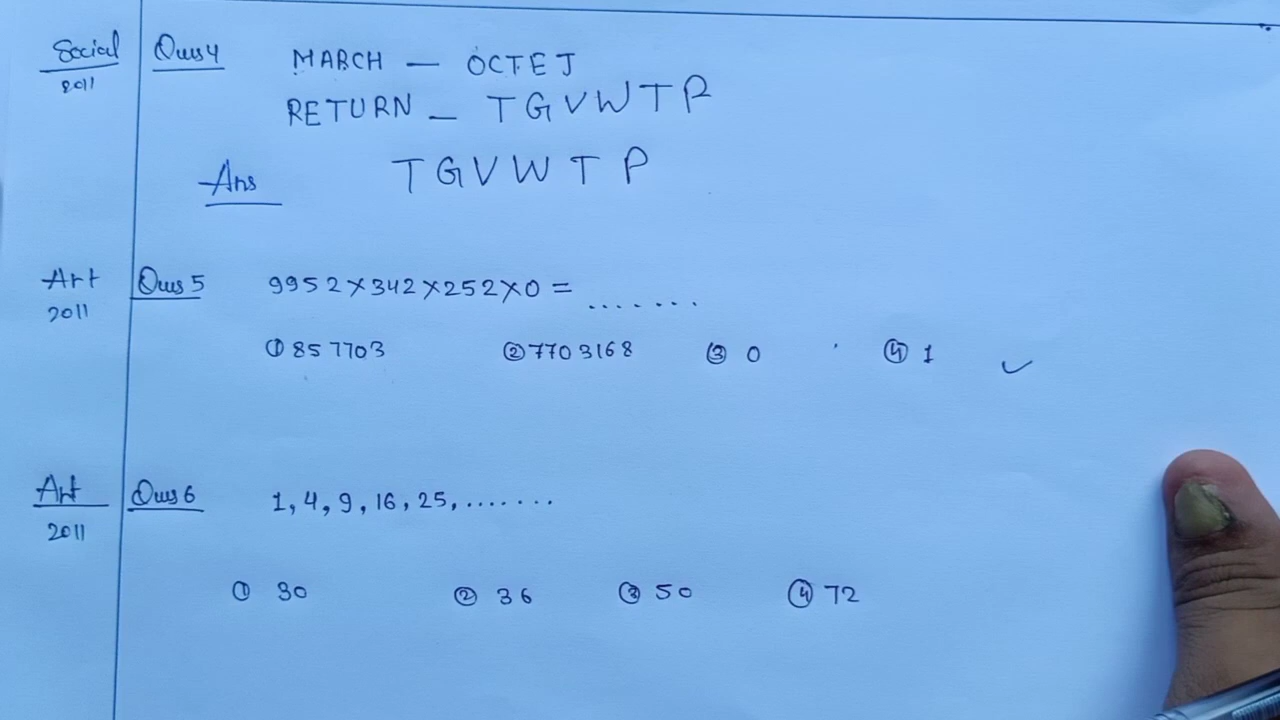 Social Ques 4 MARCH — OCTEJ
2011
RETURN — TGVWTP
Ans TGVWTP
Art Ques 5 9952×342×252×0 = .......
2011
① 857703 ② 7703168 ③ 0 ④ 1
Art Ques 6 1, 4, 9, 16, 25, .......
2011
① 30 ② 36 ③ 50 ④ 72